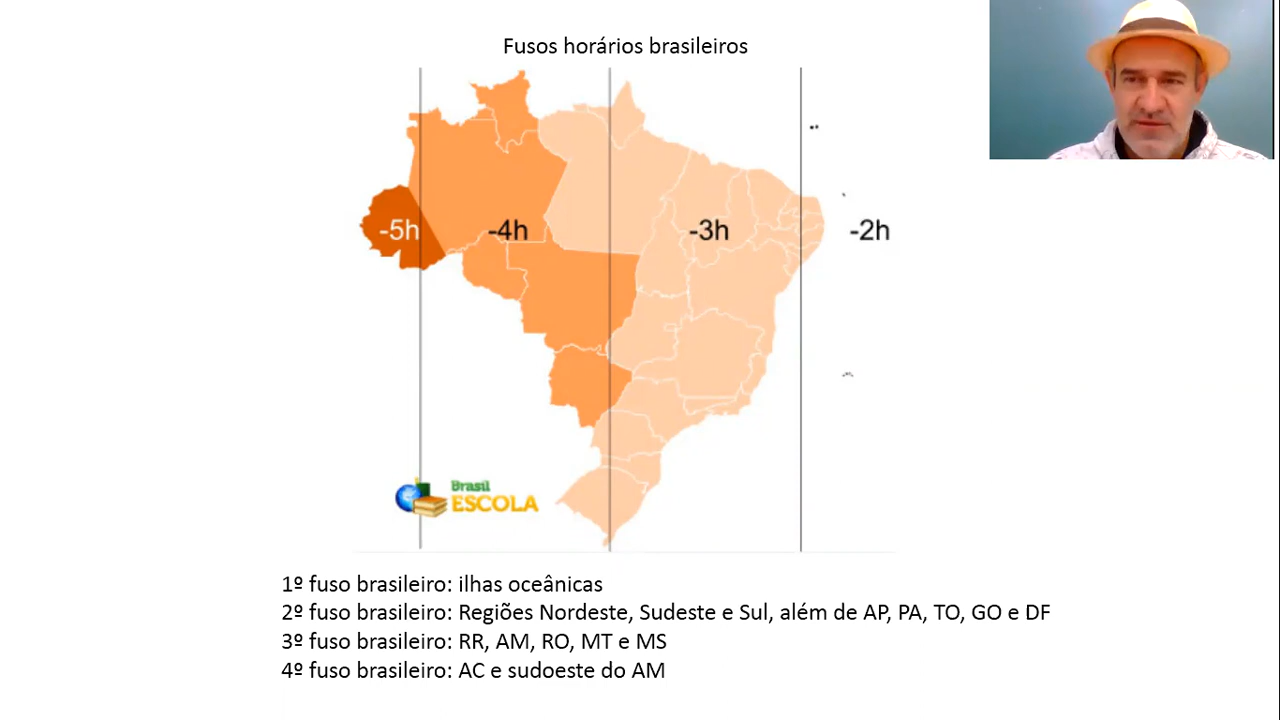 Fusos horários brasileiros
-5h
-4h
-3h
-2h
Brasil
ESCOLA
1º fuso brasileiro: ilhas oceânicas
2º fuso brasileiro: Regiões Nordeste, Sudeste e Sul, além de AP, PA, TO, GO e DF
3º fuso brasileiro: RR, AM, RO, MT e MS
4º fuso brasileiro: AC e sudoeste do AM